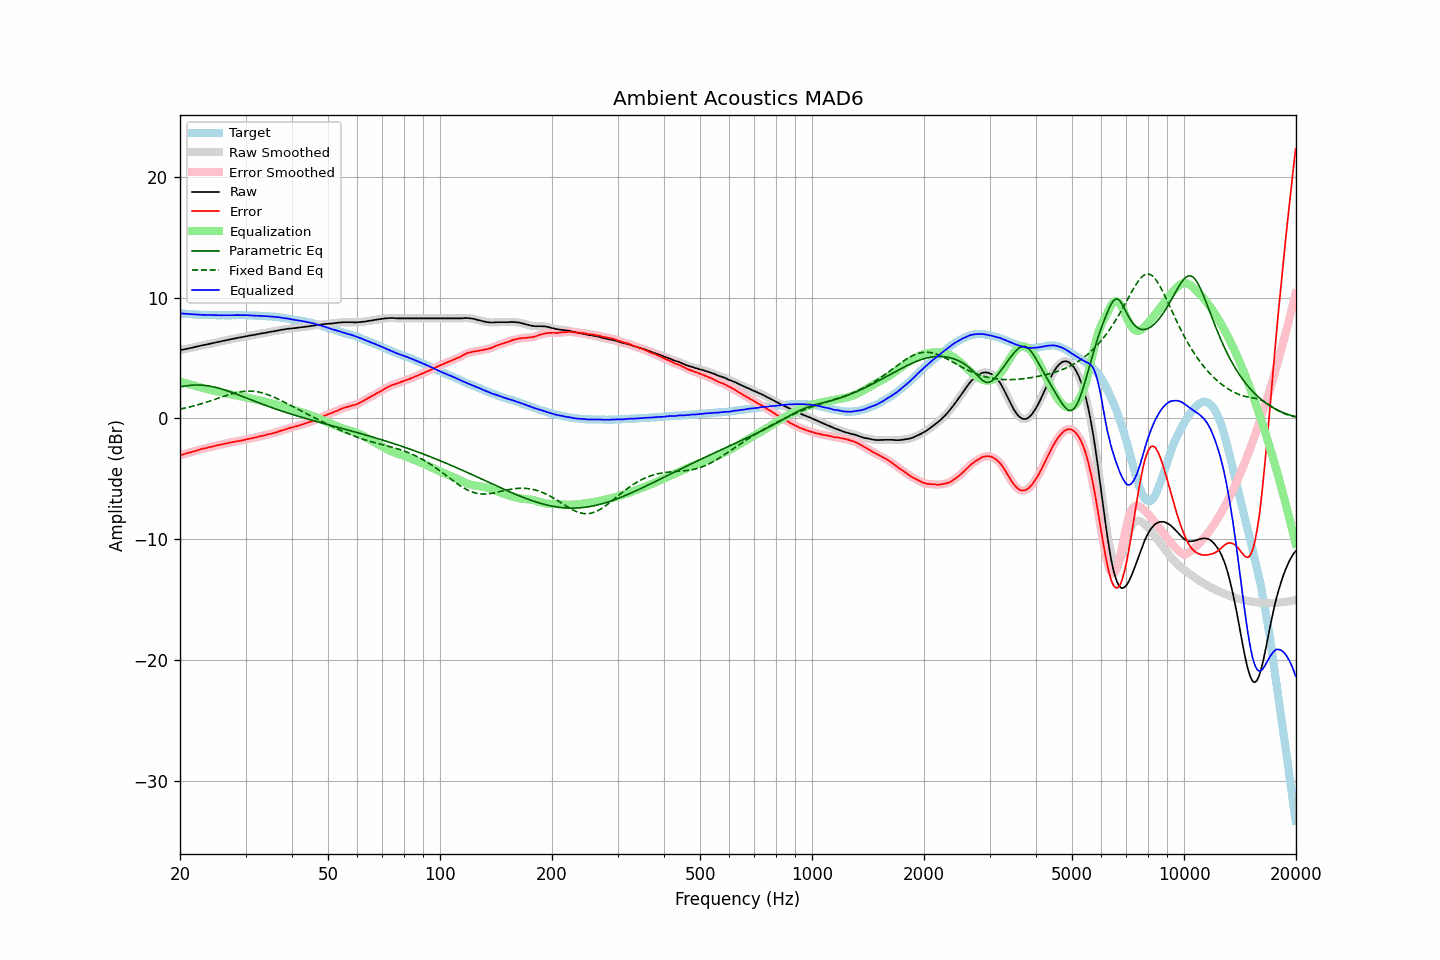 Ambient Acoustics MAD6
Target
Raw Smoothed
Error Smoothed
Raw
Error
Equalization
Parametric Eq
Fixed Band Eq
Equalized
20
10
0
−10
−20
−30
Amplitude (dBr)
20
50
100
200
500
1000
2000
5000
10000
20000
Frequency (Hz)